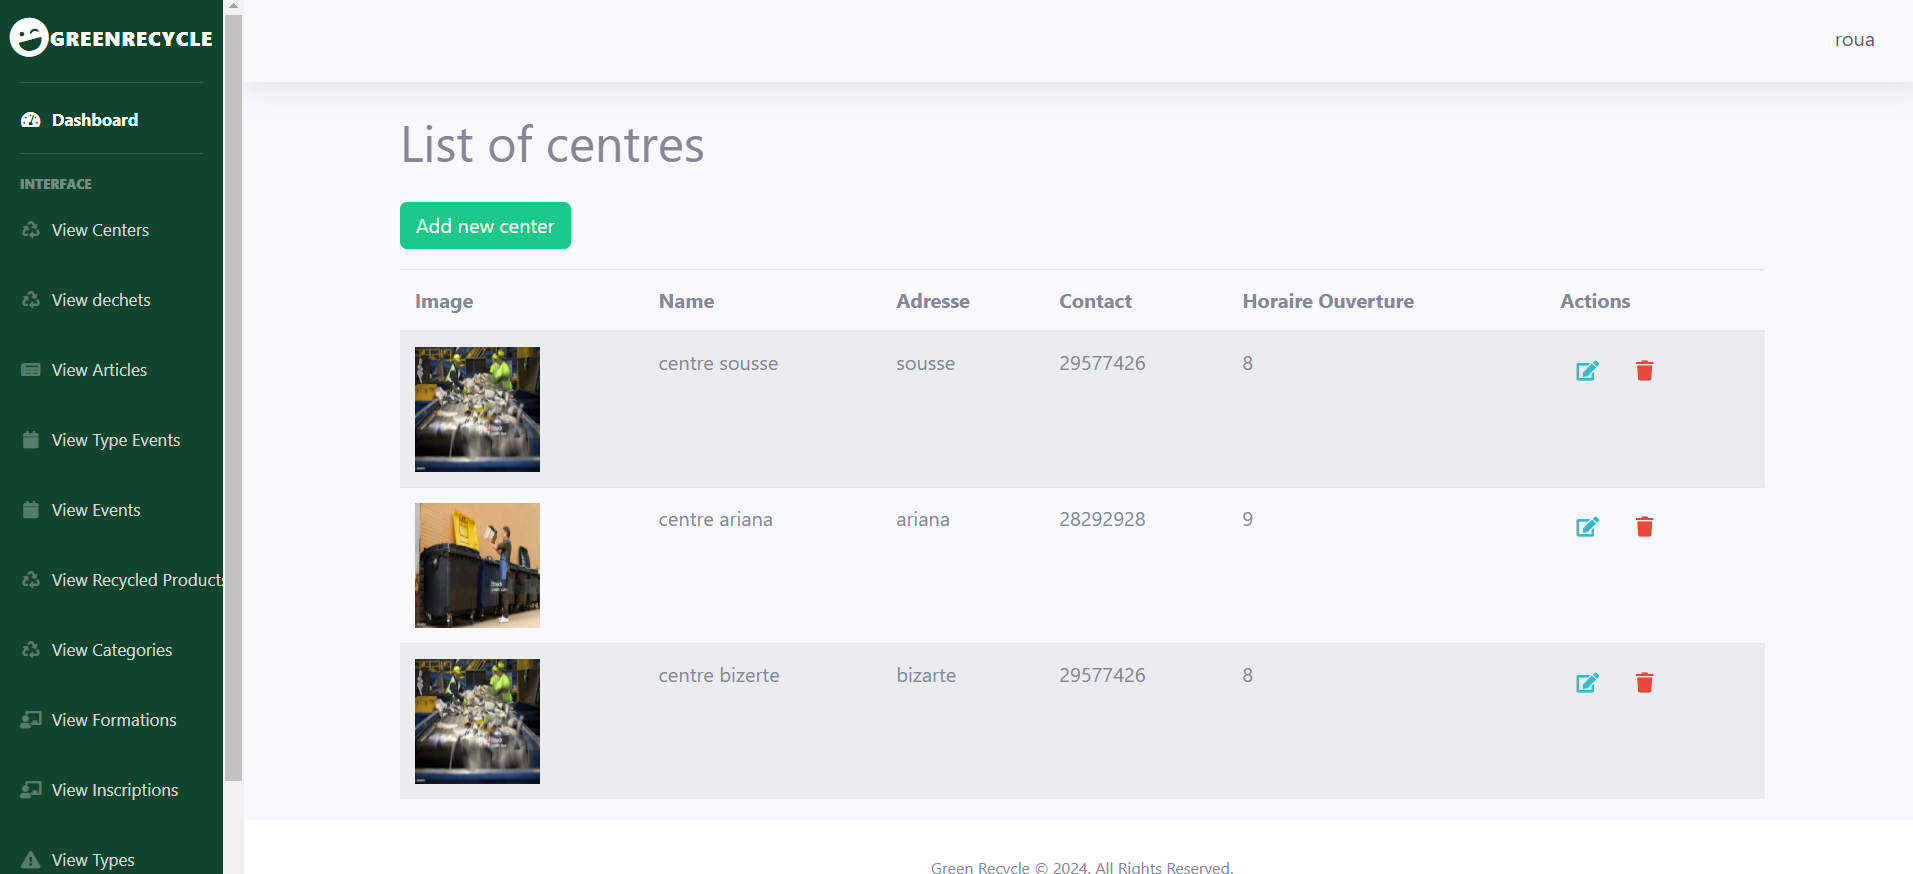 GREENRECYCLE
roua
Dashboard
INTERFACE
View Centers
View dechets
View Articles
View Type Events
View Events
View Recycled Products
View Categories
View Formations
View Inscriptions
View Types
List of centres
Add new center
Image Name Adresse Contact Horaire Ouverture Actions
centre sousse sousse 29577426 8
centre ariana ariana 28292928 9
centre bizerte bizarte 29577426 8
Green Recycle © 2024. All Rights Reserved.